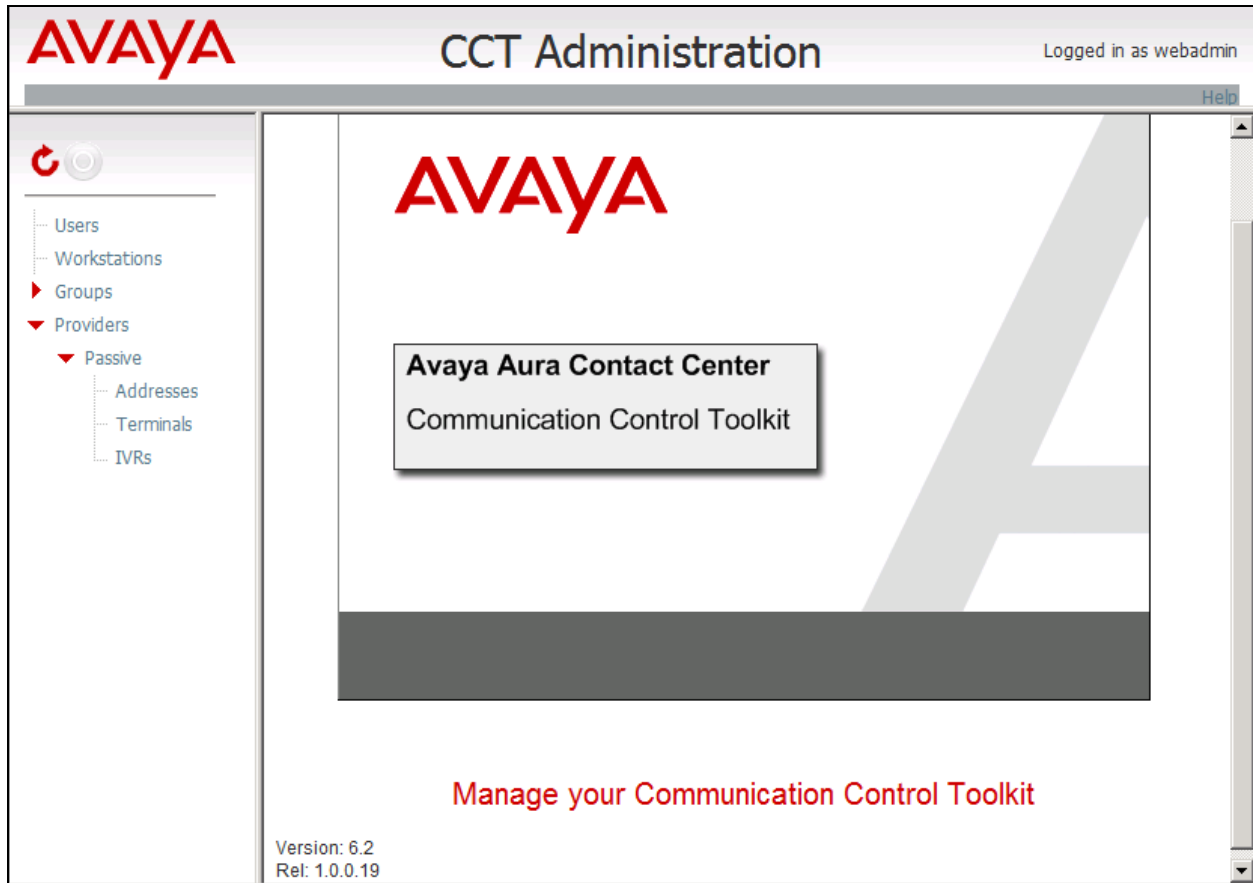 AVAYA
CCT Administration
Logged in as webadmin
Help
Users
Workstations
Groups
Providers
Passive
Addresses
Terminals
IVRs
AVAYA
Avaya Aura Contact Center
Communication Control Toolkit
Manage your Communication Control Toolkit
Version: 6.2
Rel: 1.0.0.19